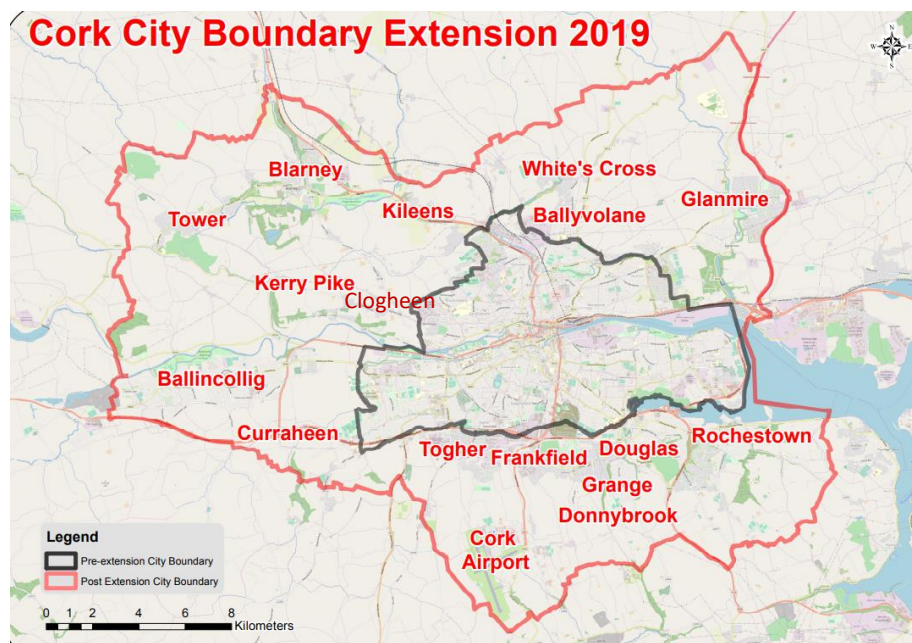 Cork City Boundary Extension 2019
N
W E
S
White's Cross
Blarney
Glanmire
Kileens
Ballyvolane
Tower
Kerry Pike
Clogheen
Ballincollig
Curraheen
Rochestown
Togher
Frankfield
Douglas
Grange
Donnybrook
Cork
Airport
Legend
Pre-extension City Boundary
Post Extension City Boundary
0 1 2 4 6 8
Kilometers